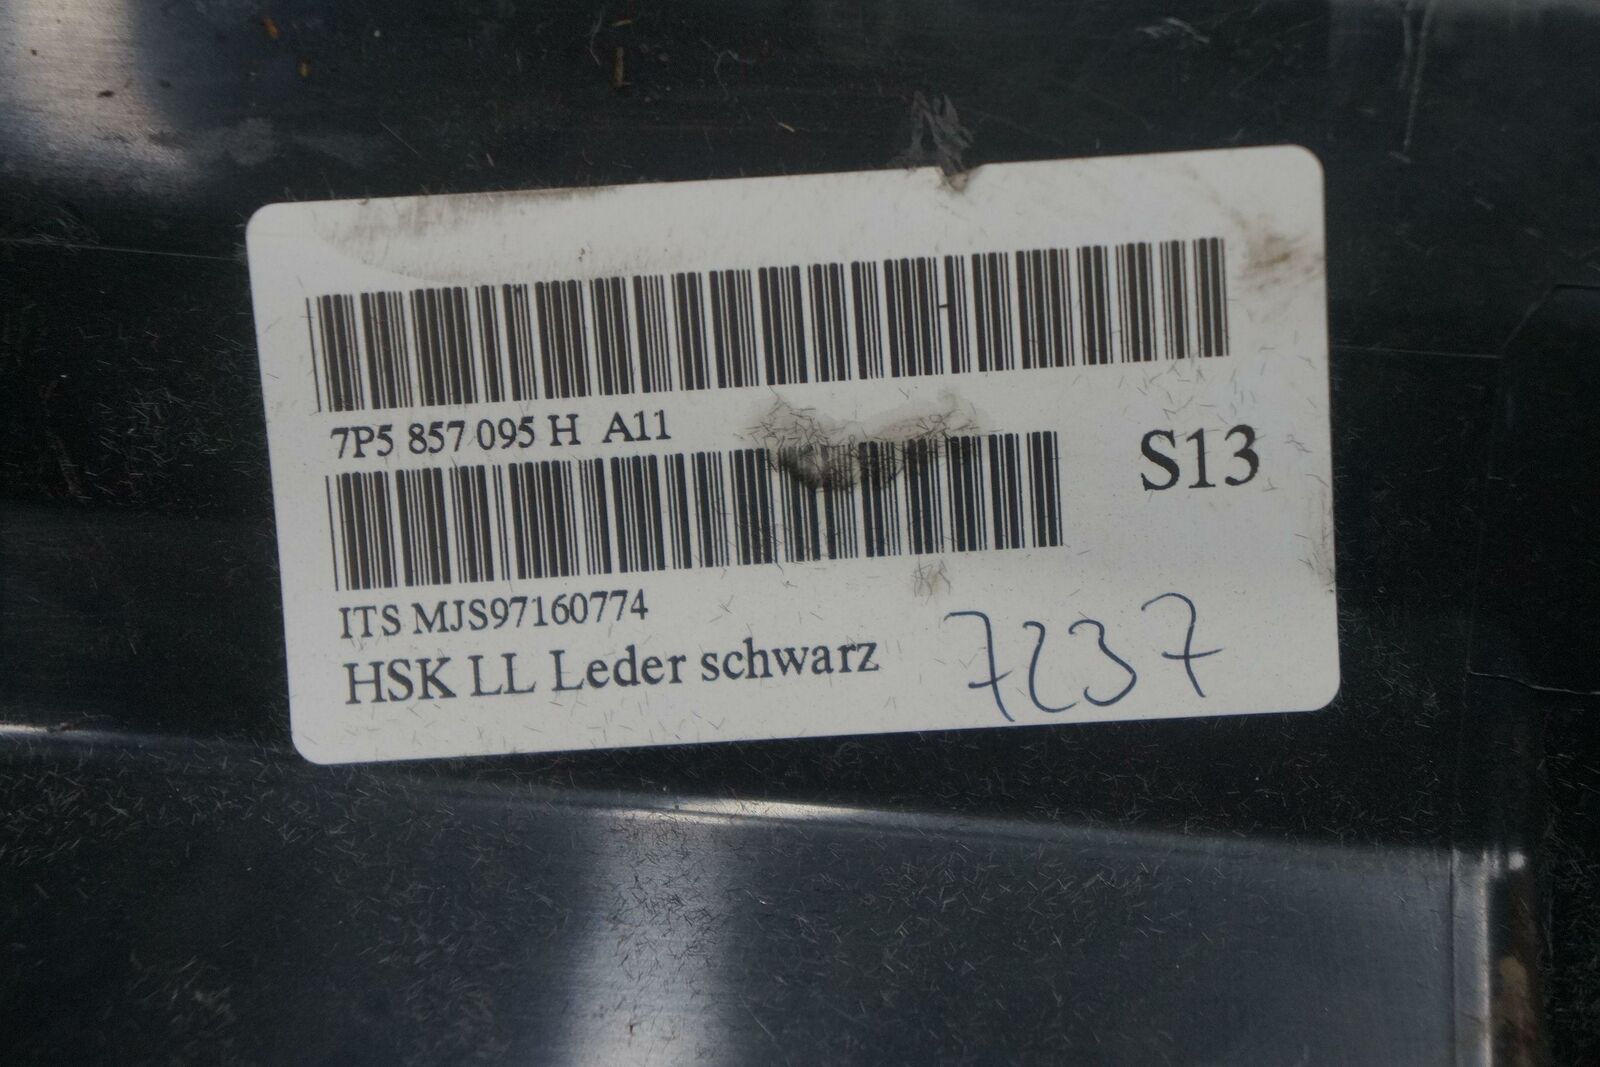 7P5 857 095 H A11
S13
ITS MJS97160774
HSK LL Leder schwarz
7237